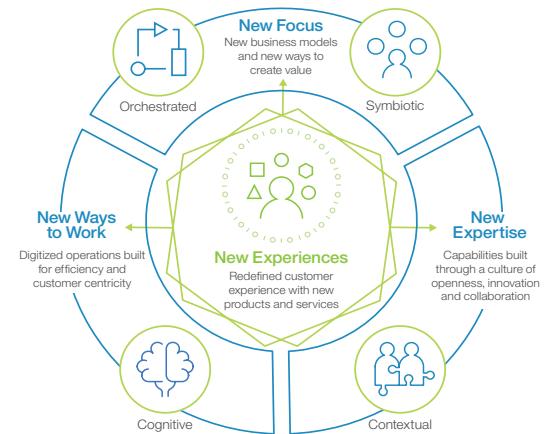 New Focus
New business models
and new ways to
create value
Orchestrated
Symbiotic
New Ways
to Work
Digitized operations built
for efficiency and
customer centricity
New Experiences
Redefined customer
experience with new
products and services
New
Expertise
Capabilities built
through a culture of
openness, innovation
and collaboration
Cognitive
Contextual